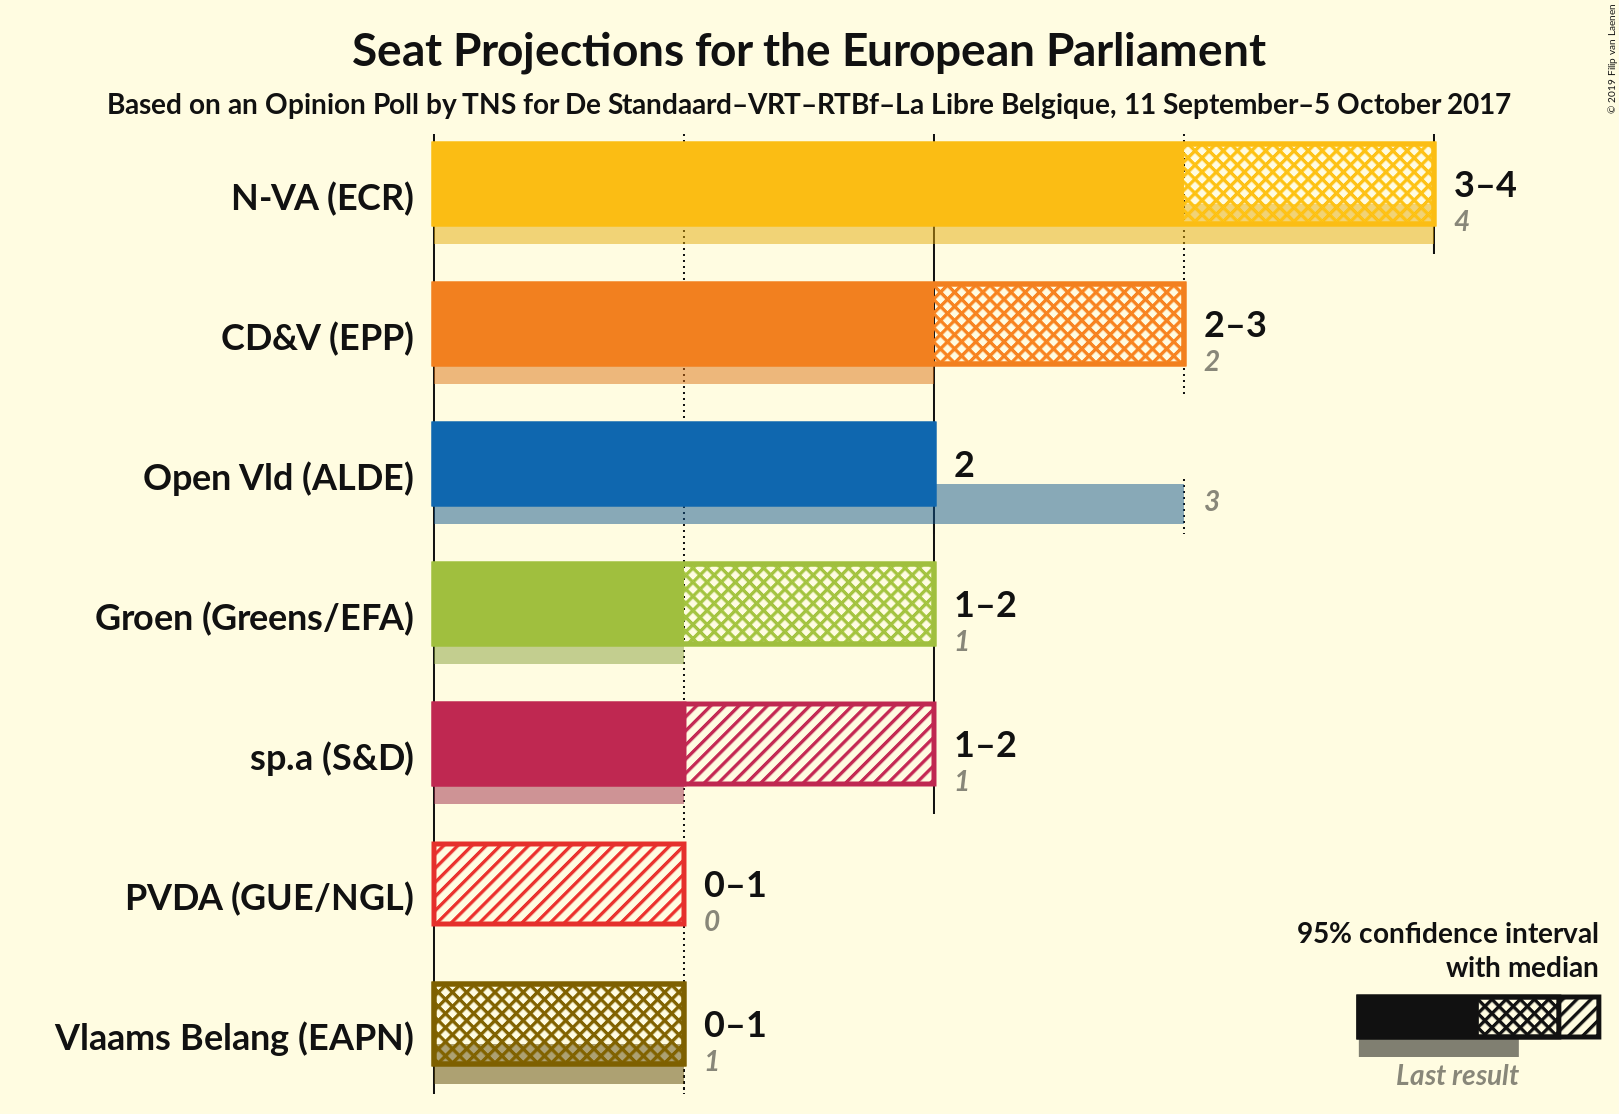 Seat Projections for the European Parliament
Based on an Opinion Poll by TNS for De Standaard–VRT–RTBf–La Libre Belgique, 11 September–5 October 2017
© 2019 Filip van Laenen
N-VA (ECR)
3–4
4
CD&V (EPP)
2–3
2
Open Vld (ALDE)
2
3
Groen (Greens/EFA)
1–2
1
sp.a (S&D)
1–2
1
PVDA (GUE/NGL)
0–1
0
Vlaams Belang (EAPN)
0–1
1
95% confidence interval
with median
Last result